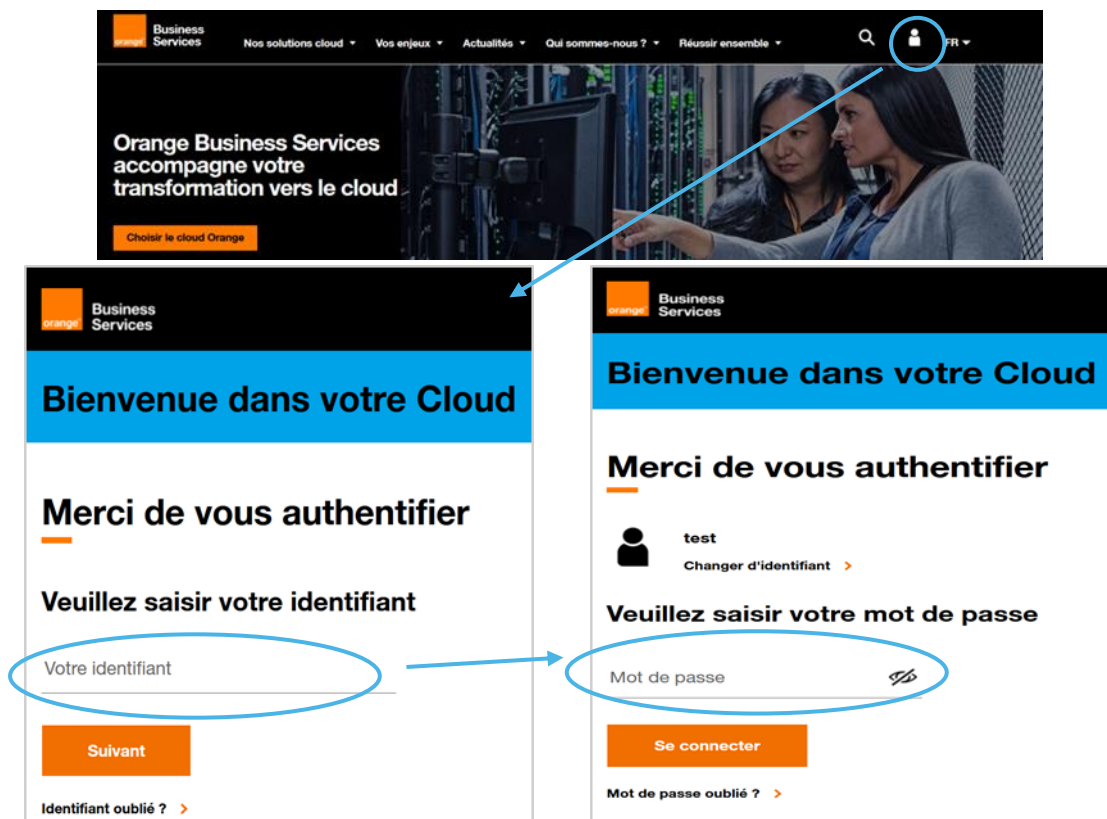 Business
Services
orange
Nos solutions cloud
Vos enjeux
Actualités
Qui sommes-nous ?
Réussir ensemble
FR
Orange Business Services
accompagne votre
transformation vers le cloud
Choisir le cloud Orange
orange
Business
Services
Bienvenue dans votre Cloud
Merci de vous authentifier
Veuillez saisir votre identifiant
Votre identifiant
Suivant
Identifiant oublié ?
orange
Business
Services
Bienvenue dans votre Cloud
Merci de vous authentifier
test
Changer d'identifiant
Veuillez saisir votre mot de passe
Mot de passe
Se connecter
Mot de passe oublié ?